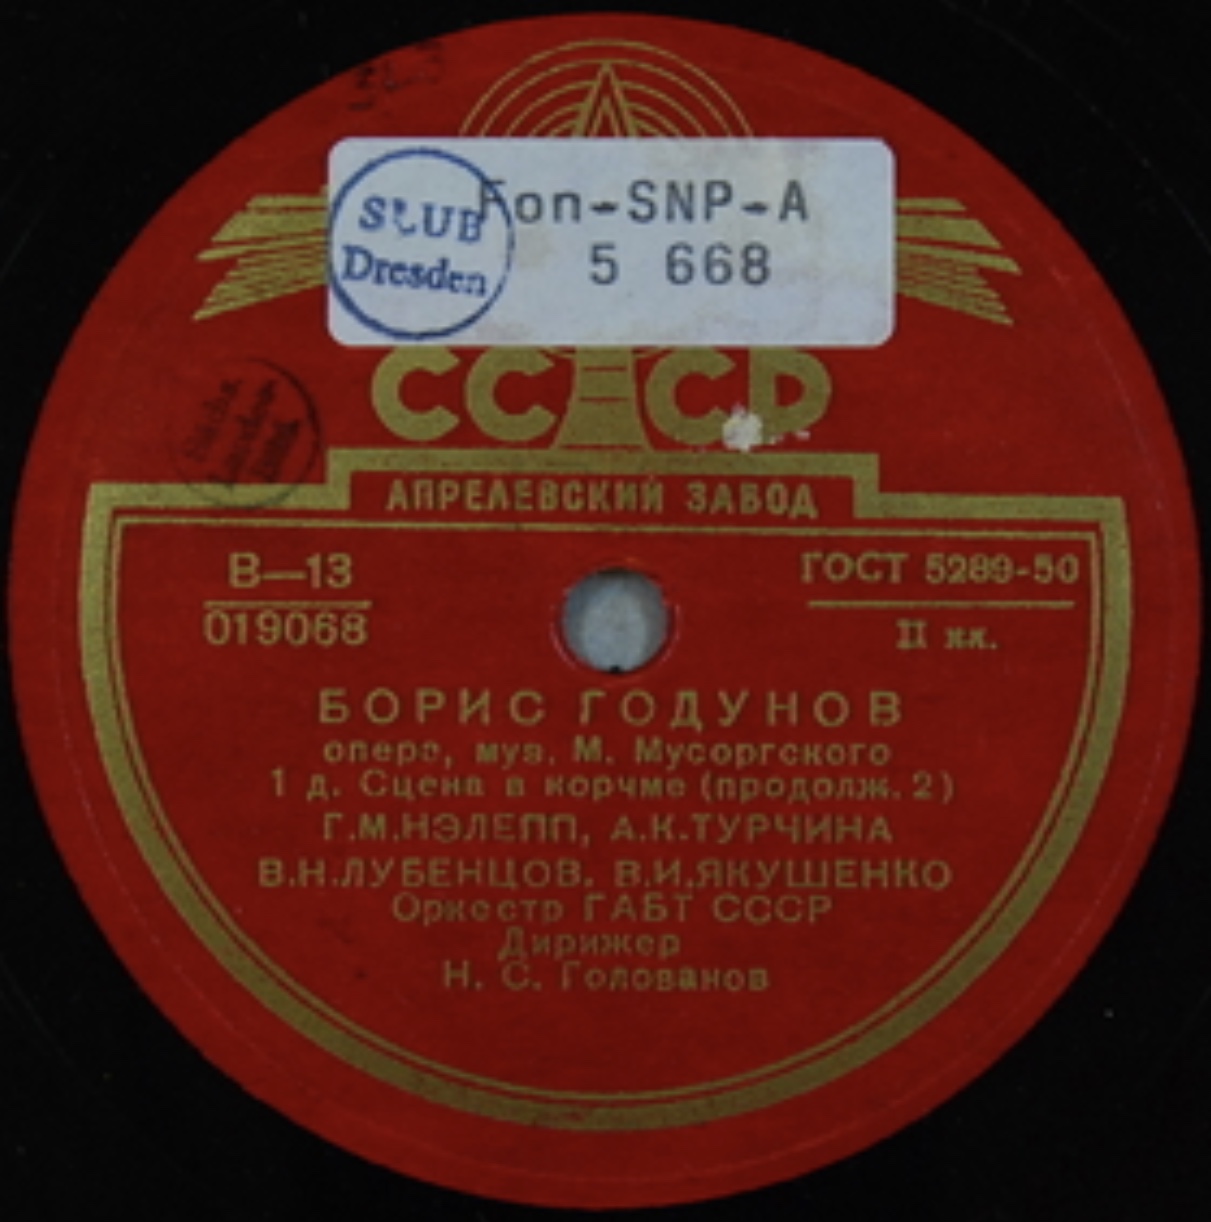 Fon-SNP-A
5 668
SLUB
Dresden
СССР
АПРЕЛЕВСКИЙ ЗАВОД
В—13
019068
ГОСТ 5289-50
II кл.
БОРИС ГОДУНОВ
опера, муз. М. Мусоргского
1 д. Сцена в корчме (продолж. 2)
Г.М.НЭЛЕПП, А.К.ТУРЧИНА
В.Н.ЛУБЕНЦОВ, В.И.ЯКУШЕНКО
Оркестр ГАБТ СССР
Дирижер
Н. С. Голованов